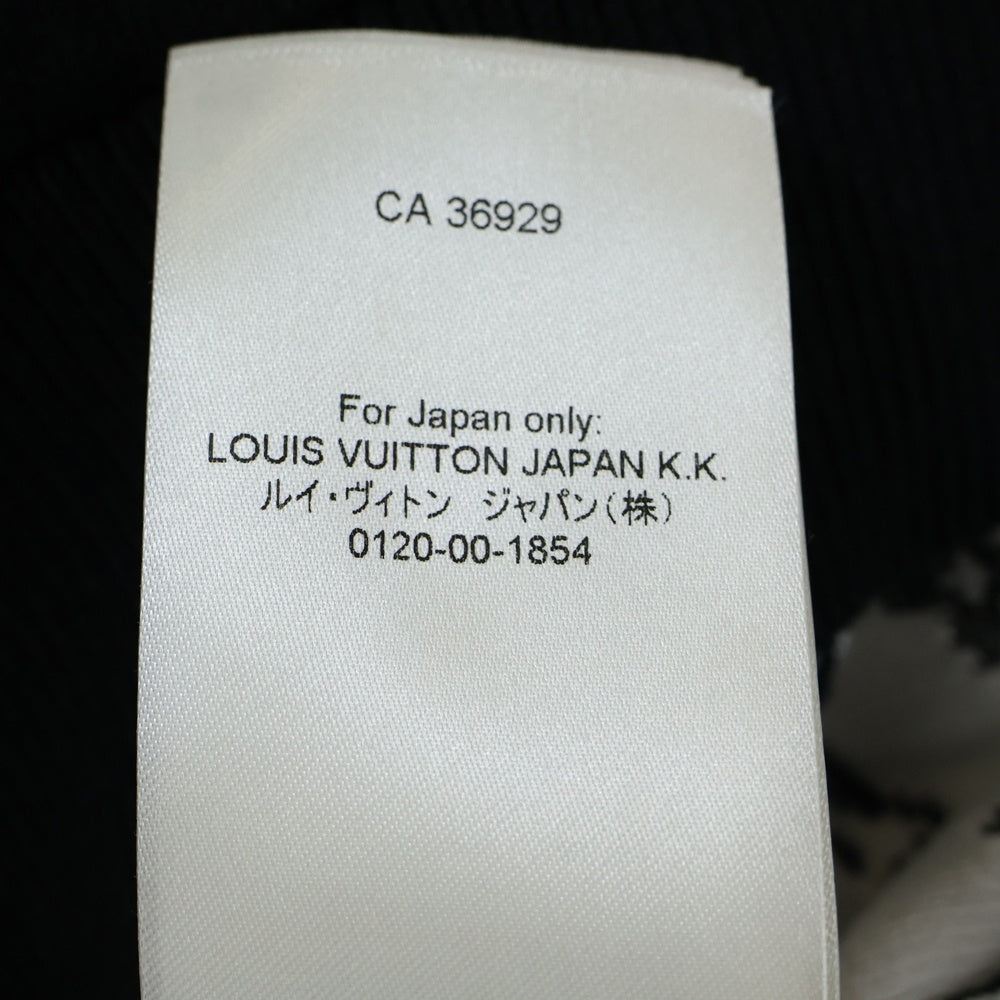 CA 36929
For Japan only:
LOUIS VUITTON JAPAN K.K.
ルイ・ヴィトン ジャパン(株)
0120-00-1854